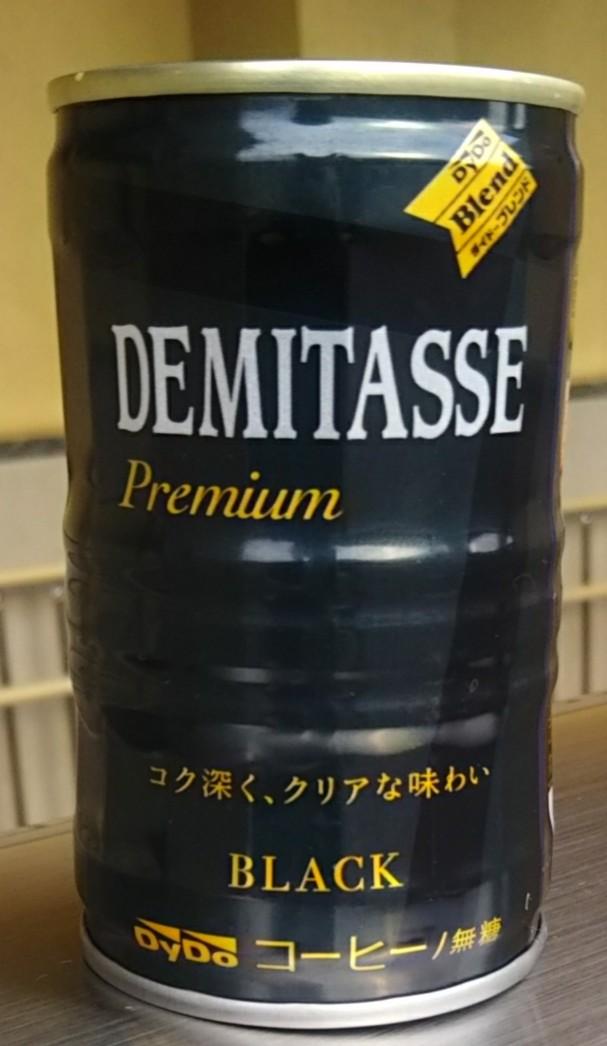 DyDo
Blend
ダイドーブレンド
DEMITASSE
Premium
コク深く、クリアな味わい
BLACK
DyDo コーヒー/無糖